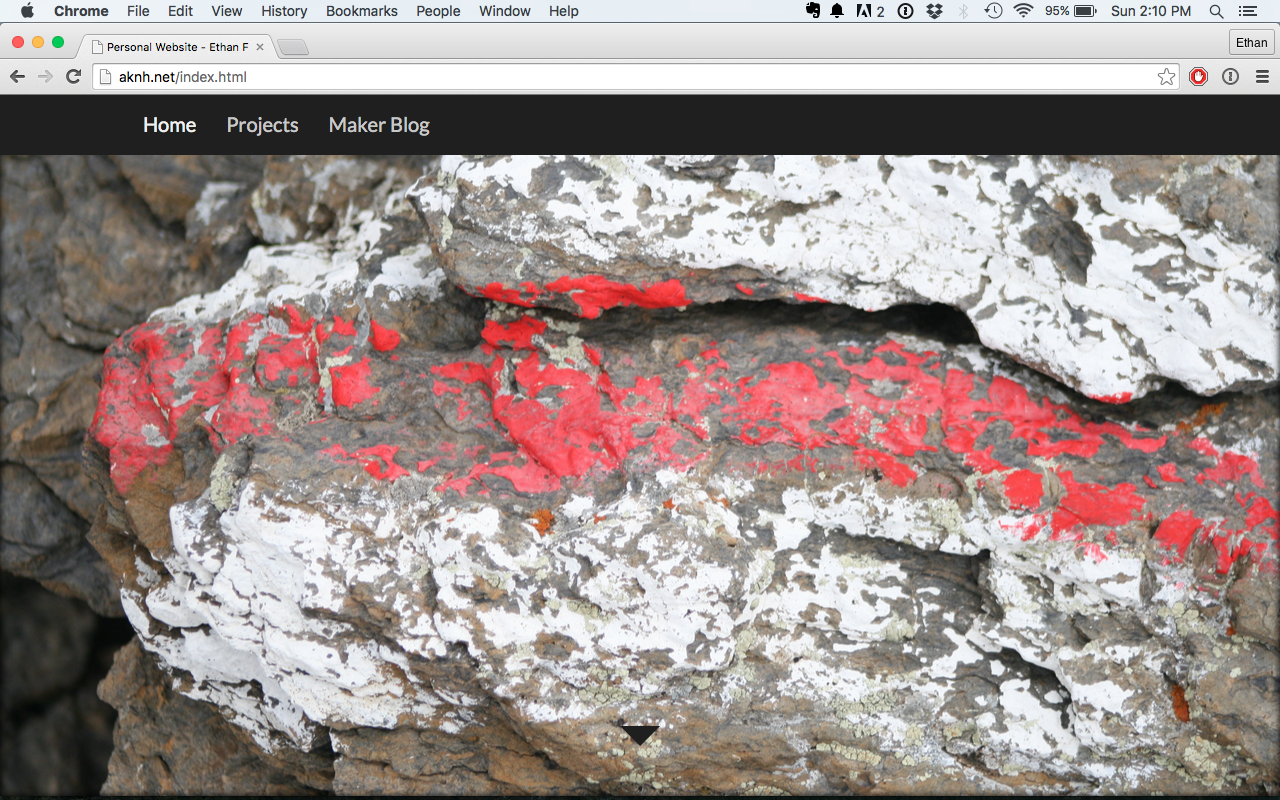 Chrome File Edit View History Bookmarks People Window Help 2 95% Sun 2:10 PM
Personal Website - Ethan F
Ethan
aknh.net/index.html
Home Projects Maker Blog